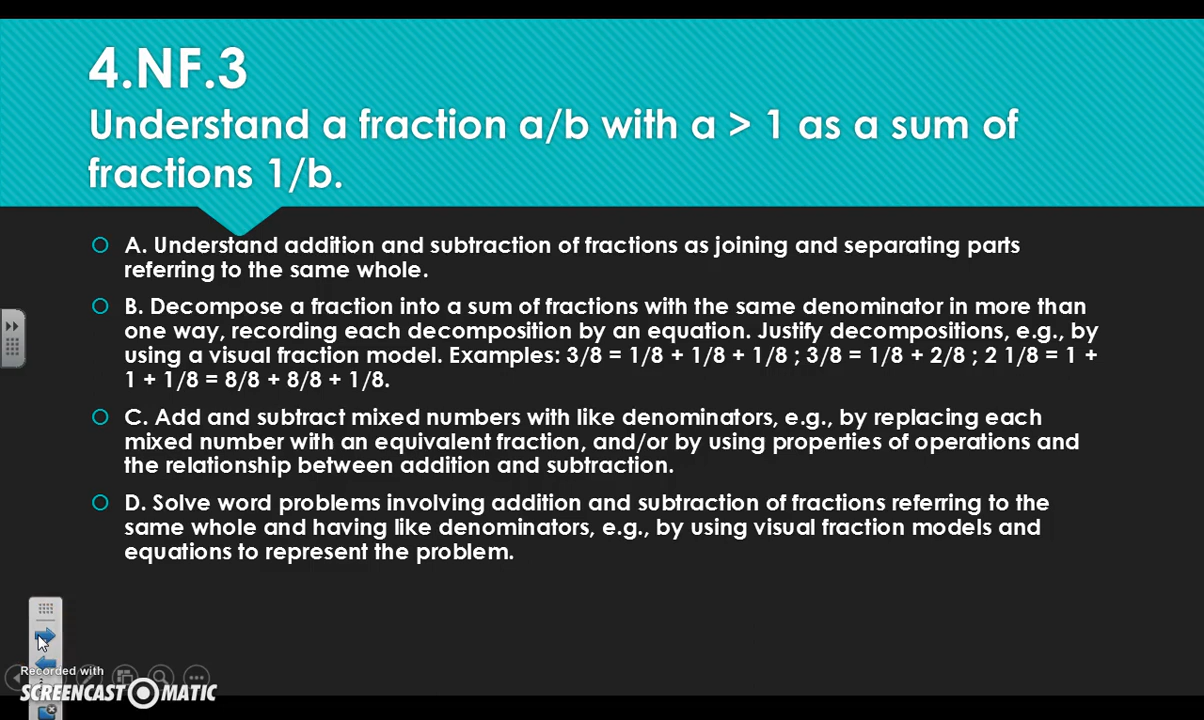 4.NF.3
Understand a fraction a/b with a > 1 as a sum of
fractions 1/b.
A. Understand addition and subtraction of fractions as joining and separating parts
referring to the same whole.
B. Decompose a fraction into a sum of fractions with the same denominator in more than
one way, recording each decomposition by an equation. Justify decompositions, e.g., by
using a visual fraction model. Examples: 3/8 = 1/8 + 1/8 + 1/8 ; 3/8 = 1/8 + 2/8 ; 2 1/8 = 1 +
1 + 1/8 = 8/8 + 8/8 + 1/8.
C. Add and subtract mixed numbers with like denominators, e.g., by replacing each
mixed number with an equivalent fraction, and/or by using properties of operations and
the relationship between addition and subtraction.
D. Solve word problems involving addition and subtraction of fractions referring to the
same whole and having like denominators, e.g., by using visual fraction models and
equations to represent the problem.
Recorded with
SCREENCAST MATIC